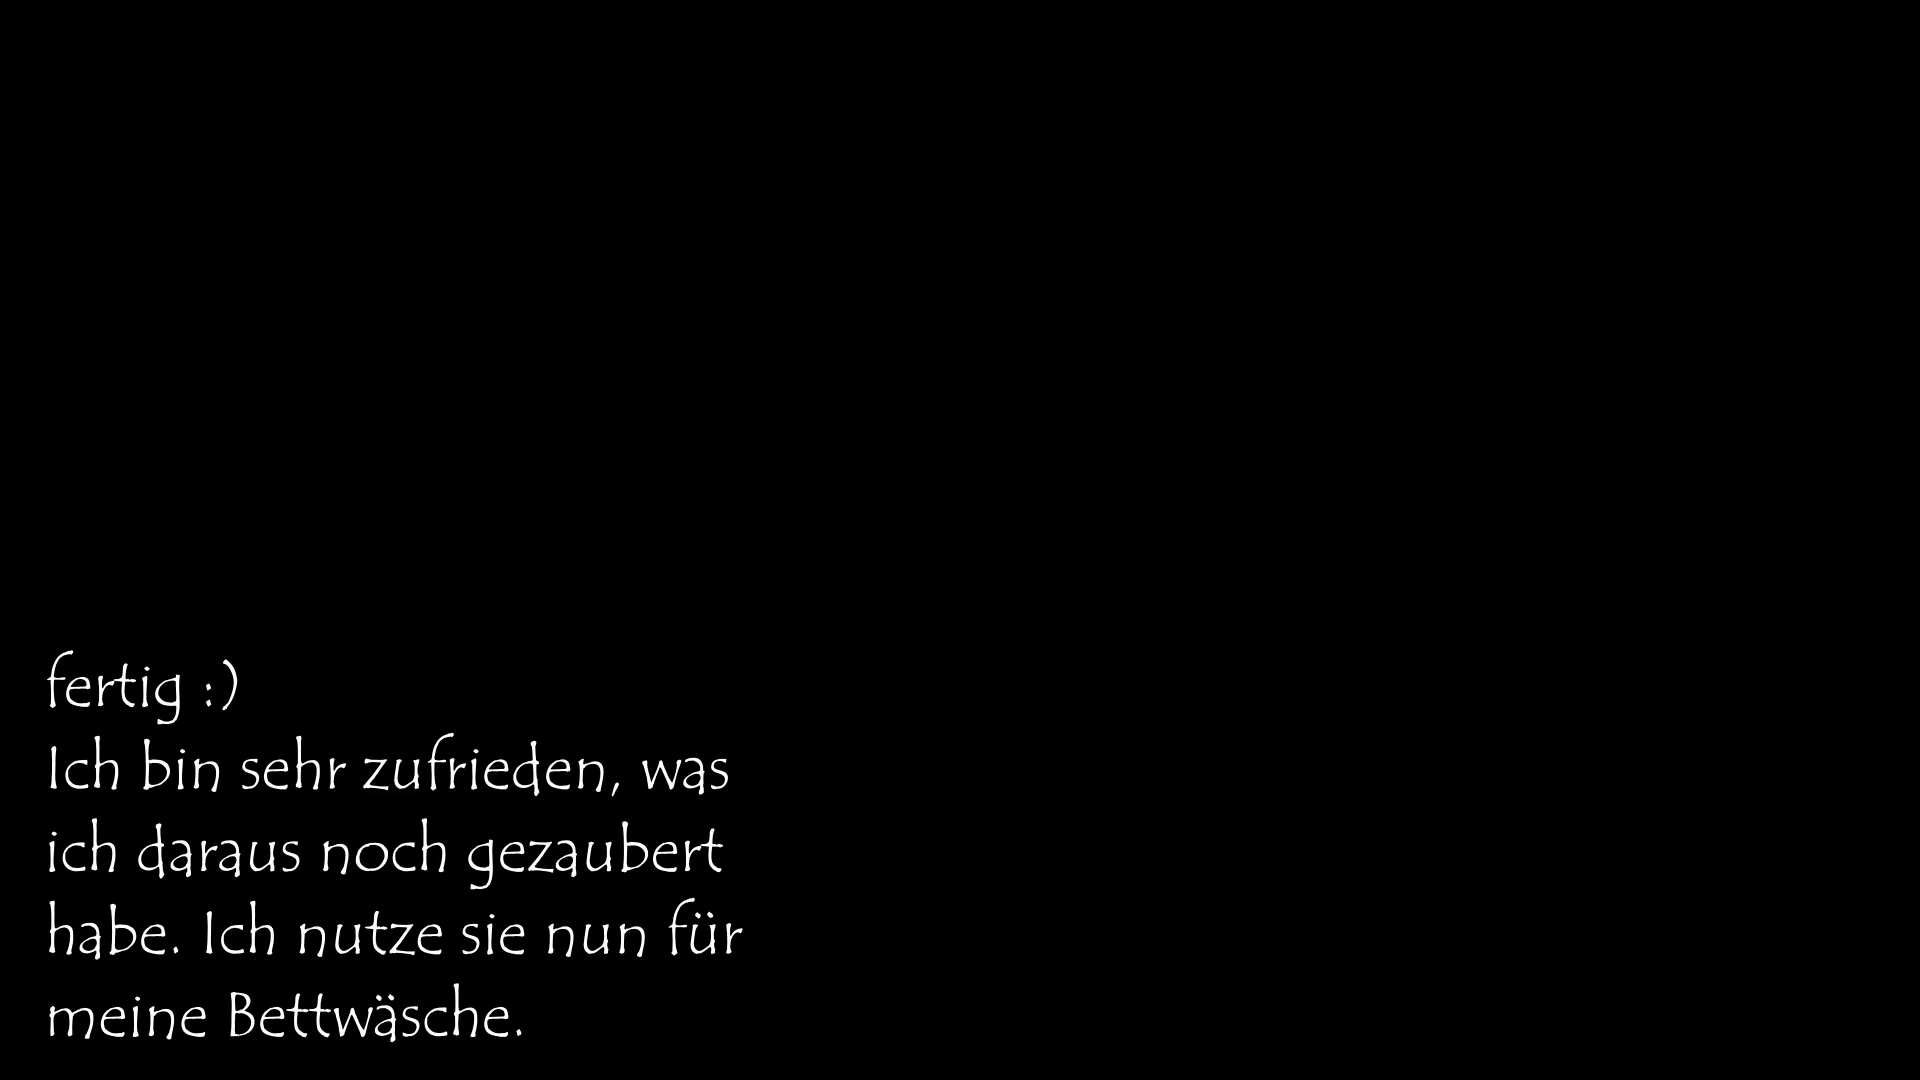 fertig :)
Ich bin sehr zufrieden, was
ich daraus noch gezaubert
habe. Ich nutze sie nun für
meine Bettwäsche.